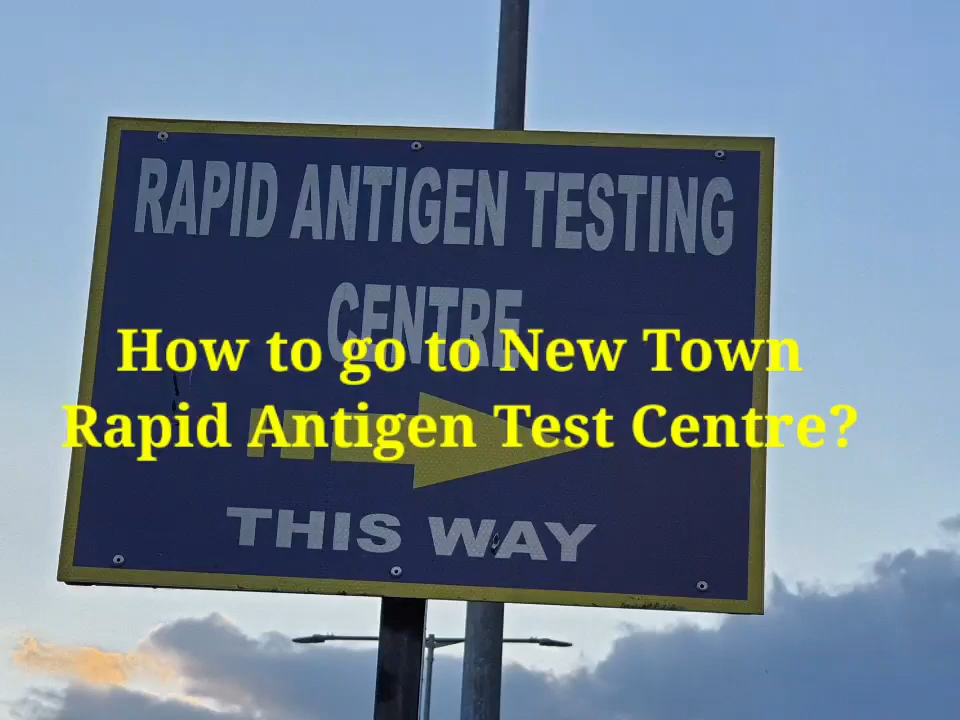 RAPID ANTIGEN TESTING
CENTRE
How to go to New Town
Rapid Antigen Test Centre?
THIS WAY